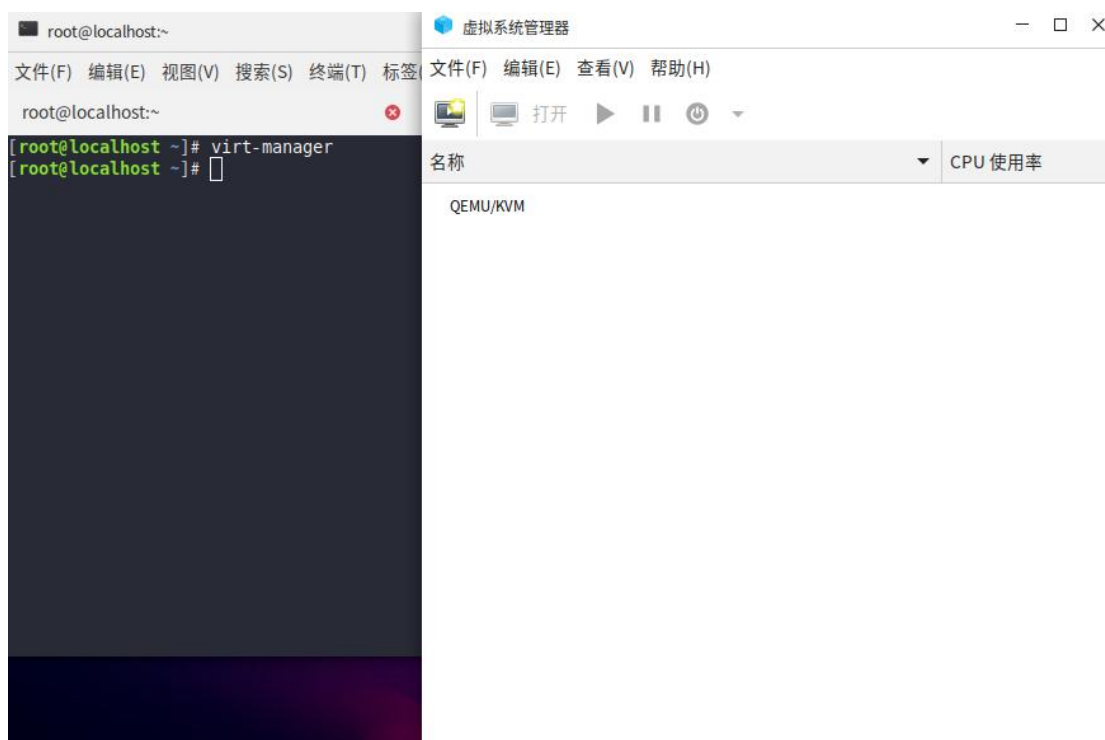 root@localhost:~
文件(F) 编辑(E) 视图(V) 搜索(S) 终端(T) 标签(
root@localhost:~
[root@localhost ~]# virt-manager
[root@localhost ~]#
虚拟系统管理器
文件(F) 编辑(E) 查看(V) 帮助(H)
打开
名称 CPU 使用率
QEMU/KVM